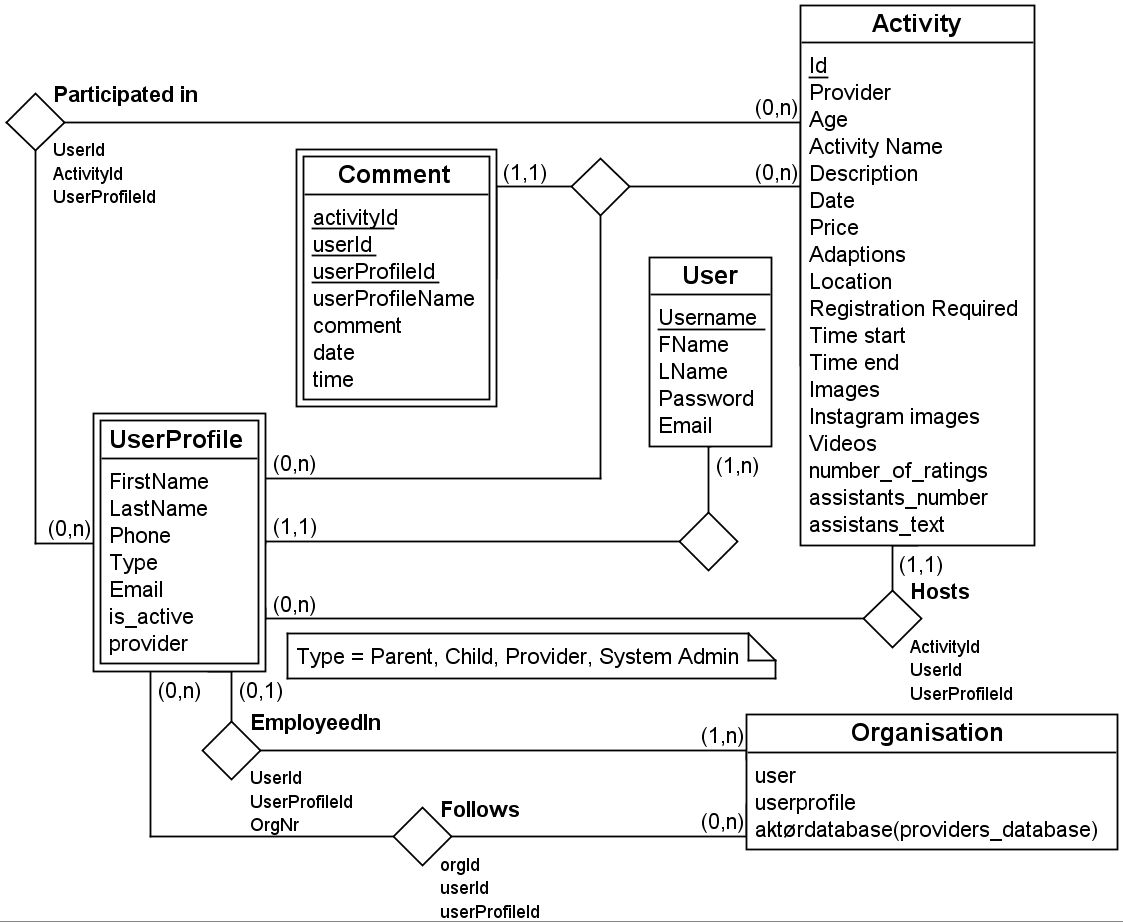 Activity
Id
Provider
Age
Activity Name
Description
Date
Price
Adaptions
Location
Registration Required
Time start
Time end
Images
Instagram images
Videos
number_of_ratings
assistants_number
assistans_text
Participated in
(0,n)
UserId
ActivityId
UserProfileId
(0,n)
Comment
activityId
userId
userProfileId
userProfileName
comment
date
time
(1,1)
(0,n)
(0,n)
User
Username
FName
LName
Password
Email
(1,n)
UserProfile
FirstName
LastName
Phone
Type
Email
is_active
provider
(1,1)
(0,n)
(1,1)
Hosts
ActivityId
UserId
UserProfileId
Type = Parent, Child, Provider, System Admin
(0,n)
(0,1)
EmployeedIn
(1,n)
UserId
UserProfileId
OrgNr
Follows
(0,n)
orgId
userId
userProfileId
Organisation
user
userprofile
aktørdatabase(providers_database)